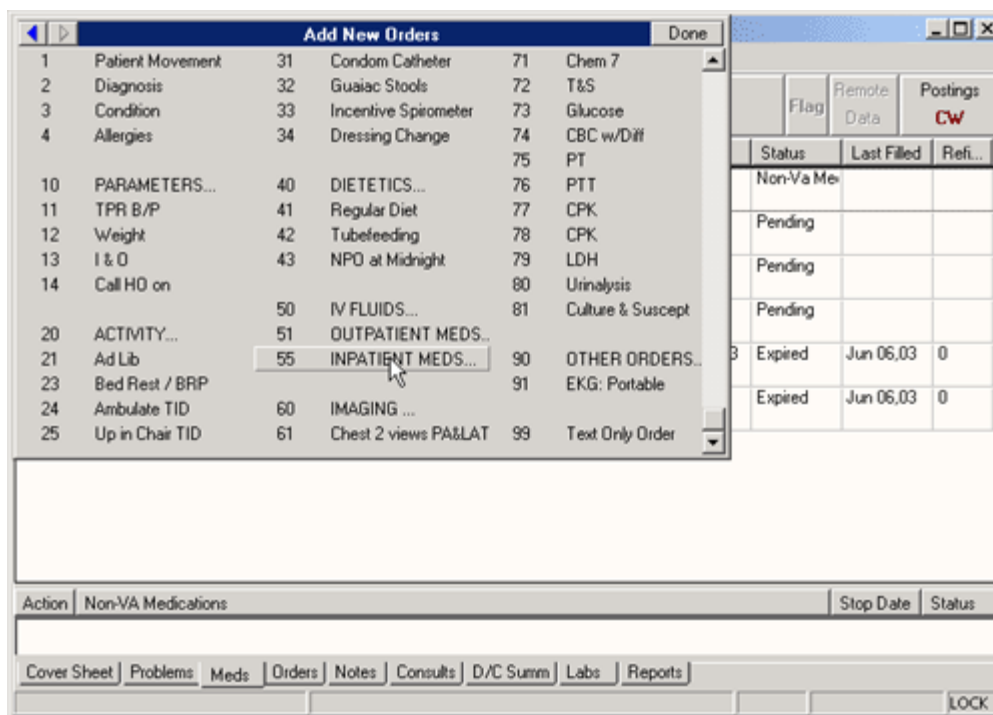 Add New Orders Done
1 Patient Movement 31 Condom Catheter 71 Chem 7
2 Diagnosis 32 Guaiac Stools 72 T&S
3 Condition 33 Incentive Spirometer 73 Glucose
4 Allergies 34 Dressing Change 74 CBC w/Diff
75 PT
10 PARAMETERS... 40 DIETETICS... 76 PTT
11 TPR B/P 41 Regular Diet 77 CPK
12 Weight 42 Tubefeeding 78 CPK
13 I & O 43 NPO at Midnight 79 LDH
14 Call HO on 80 Urinalysis
50 IV FLUIDS... 81 Culture & Suscept
20 ACTIVITY... 51 OUTPATIENT MEDS..
21 Ad Lib 55 INPATIENT MEDS... 90 OTHER ORDERS..
23 Bed Rest / BRP 91 EKG: Portable
24 Ambulate TID 60 IMAGING ...
25 Up in Chair TID 61 Chest 2 views PA&LAT 99 Text Only Order
Flag
Remote
Data
Postings
CW
Status Last Filled Refi...
Non-Va Me
Pending
Pending
Pending
3 Expired Jun 06,03 0
Expired Jun 06,03 0
Action Non-VA Medications Stop Date Status
Cover Sheet Problems Meds Orders Notes Consults D/C Summ Labs Reports
LOCK